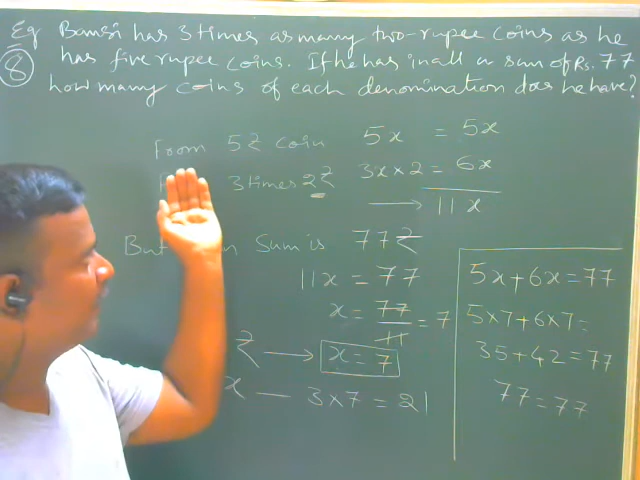 Eg Bansi has 3 times as many two-rupee coins as he
8 has five rupee coins. If he has in all a sum of Rs. 77
how many coins of each denomination does he have?
From 5₹ coin 5x = 5x
3 times 2₹ 3x×2 = 6x
→ 11x
But Sum is 77₹
11x = 77
x = 77/11 = 7
₹ → x = 7
x — 3×7 = 21
5x+6x=77
5×7+6×7=
35+42=77
77=77